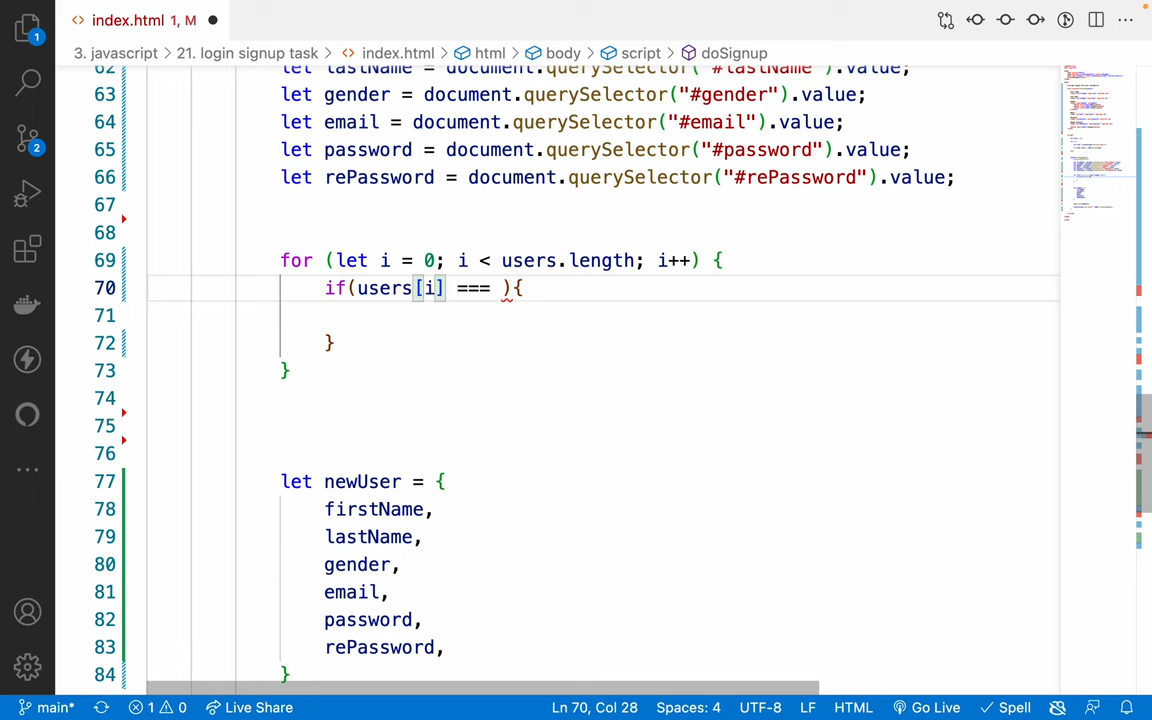 index.html 1, M
3. javascript > 21. login signup task > index.html > html > body > script > doSignup
62 let lastName = document.querySelector("#lastName").value;
63 let gender = document.querySelector("#gender").value;
64 let email = document.querySelector("#email").value;
65 let password = document.querySelector("#password").value;
66 let rePassword = document.querySelector("#rePassword").value;
67
68
69 for (let i = 0; i < users.length; i++) {
70 if(users[i] === ){
71
72 }
73 }
74
75
76
77 let newUser = {
78 firstName,
79 lastName,
80 gender,
81 email,
82 password,
83 rePassword,
84 }
1
2
main* 1 0 Live Share Ln 70, Col 28 Spaces: 4 UTF-8 LF HTML Go Live Spell